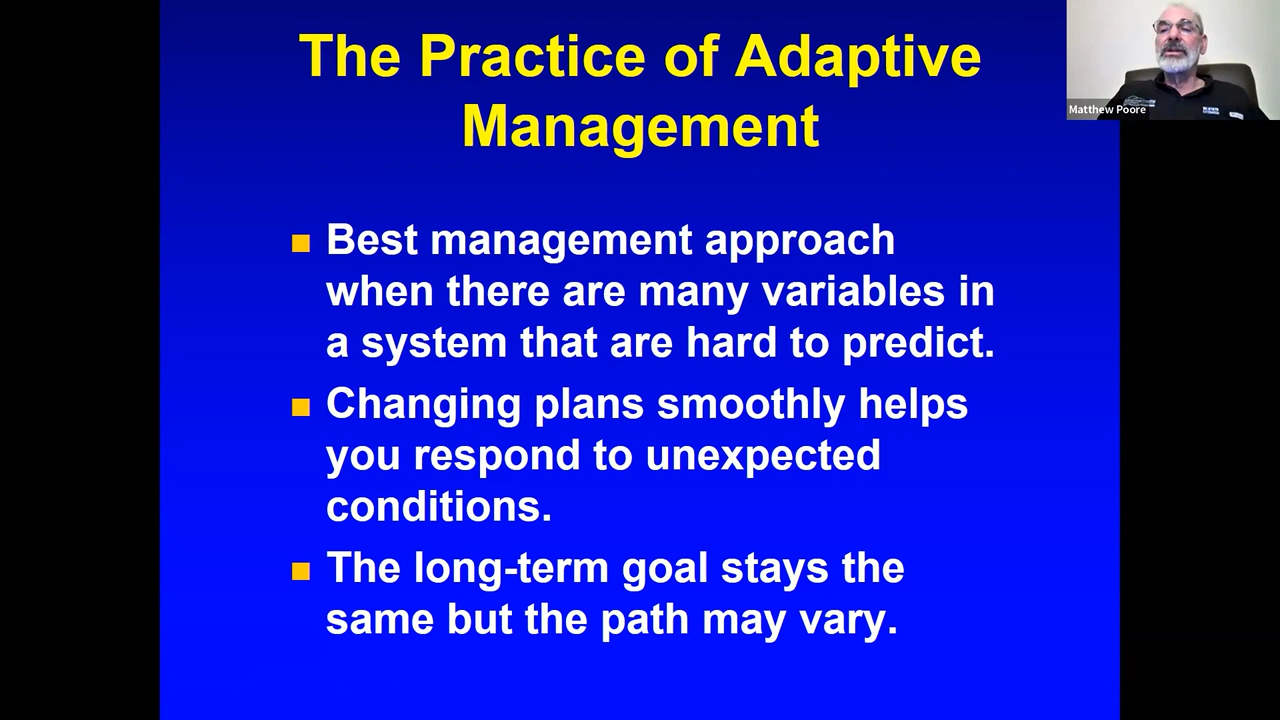 The Practice of Adaptive
Management
Matthew Poore
Best management approach
when there are many variables in
a system that are hard to predict.
Changing plans smoothly helps
you respond to unexpected
conditions.
The long-term goal stays the
same but the path may vary.